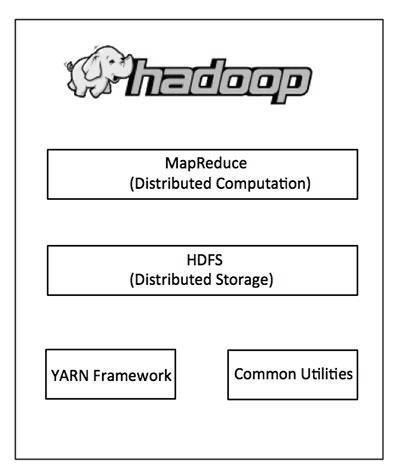 hadoop
MapReduce
(Distributed Computation)
HDFS
(Distributed Storage)
YARN Framework
Common Utilities